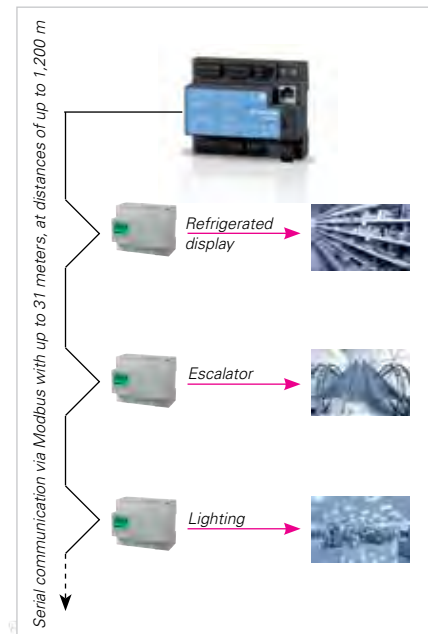 Serial communication via Modbus with up to 31 meters, at distances of up to 1,200 m
Refrigerated
display
Escalator
Lighting